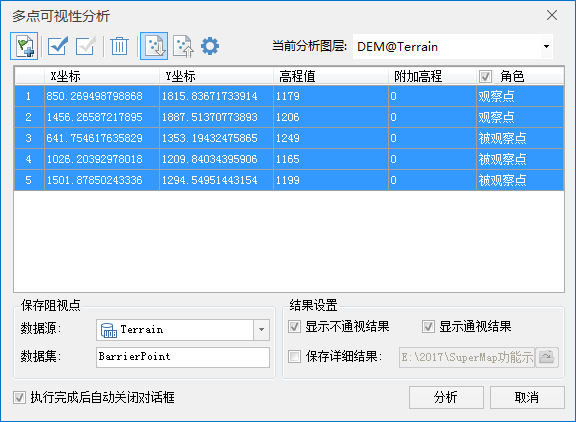 多点可视性分析
当前分析图层: DEM@Terrain
X坐标 Y坐标 高程值 附加高程 角色
1 850.269498798868 1815.83671733914 1179 0 观察点
2 1456.26587217895 1887.51370773893 1206 0 观察点
3 641.754617635829 1353.19432475865 1249 0 被观察点
4 1026.20392978018 1209.84034395906 1165 0 被观察点
5 1501.87850243336 1294.54951443154 1199 0 被观察点
保存阻视点
数据源: Terrain
数据集: BarrierPoint
结果设置
显示不通视结果 显示通视结果
保存详细结果: E:\2017\SuperMap功能示
执行完成后自动关闭对话框
分析 取消